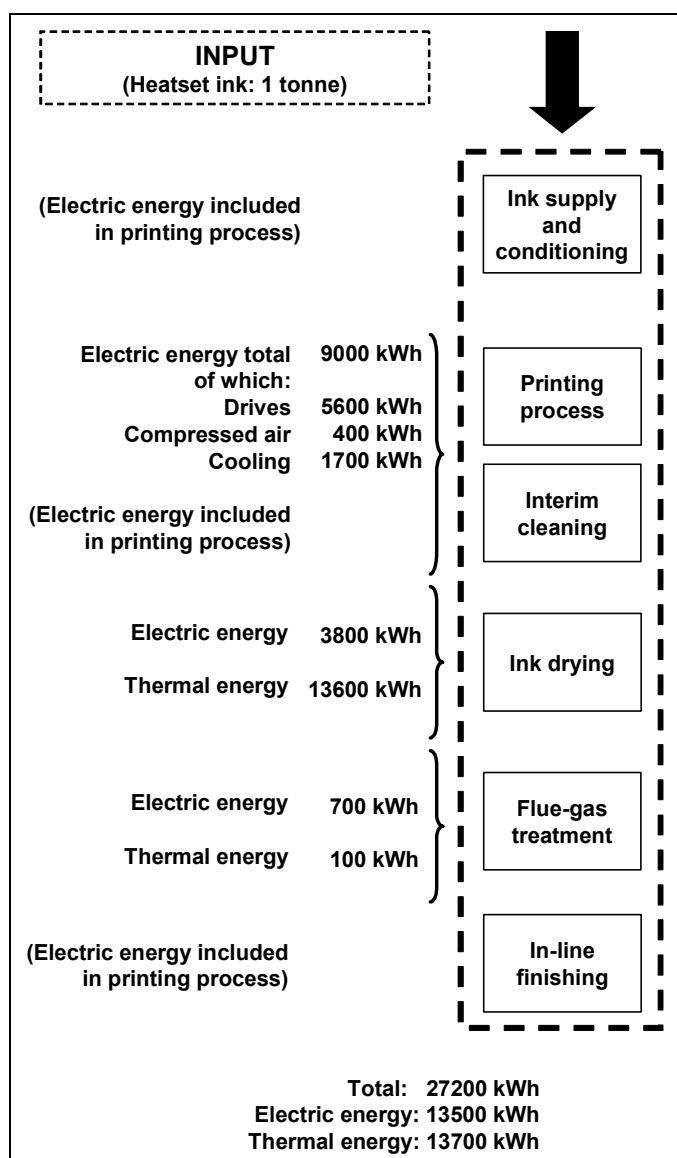 INPUT
(Heatset ink: 1 tonne)
(Electric energy included
in printing process)
Ink supply
and
conditioning
Electric energy total 9000 kWh
of which:
Drives 5600 kWh
Compressed air 400 kWh
Cooling 1700 kWh
Printing
process
(Electric energy included
in printing process)
Interim
cleaning
Electric energy 3800 kWh
Thermal energy 13600 kWh
Ink drying
Electric energy 700 kWh
Thermal energy 100 kWh
Flue-gas
treatment
(Electric energy included
in printing process)
In-line
finishing
Total: 27200 kWh
Electric energy: 13500 kWh
Thermal energy: 13700 kWh